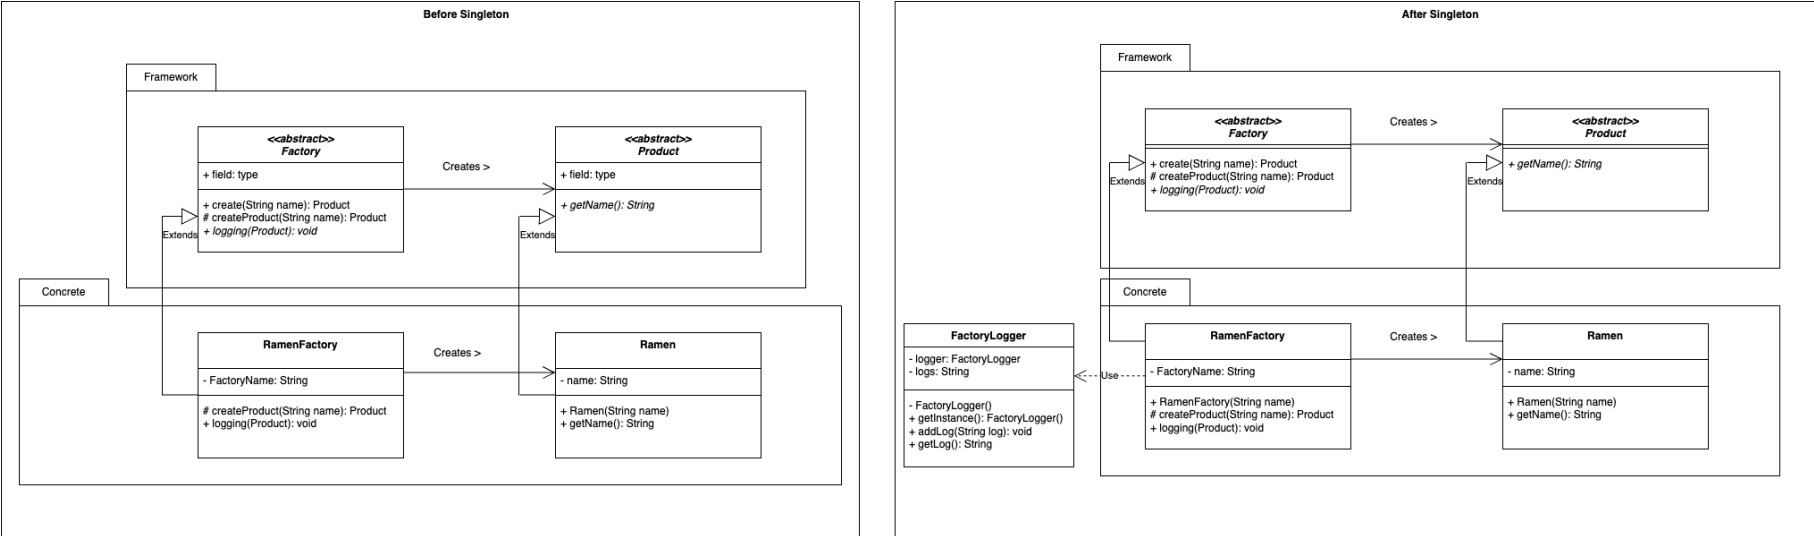 Before Singleton
Framework
<<abstract>>
Factory
+ field: type
+ create(String name): Product
# createProduct(String name): Product
+ logging(Product): void
Creates >
<<abstract>>
Product
+ field: type
+ getName(): String
Extends
Extends
Concrete
RamenFactory
- FactoryName: String
# createProduct(String name): Product
+ logging(Product): void
Creates >
Ramen
- name: String
+ Ramen(String name)
+ getName(): String
After Singleton
Framework
<<abstract>>
Factory
+ create(String name): Product
# createProduct(String name): Product
+ logging(Product): void
Creates >
<<abstract>>
Product
+ getName(): String
Extends
Extends
Concrete
FactoryLogger
- logger: FactoryLogger
- logs: String
- FactoryLogger()
+ getInstance(): FactoryLogger()
+ addLog(String log): void
+ getLog(): String
Use
RamenFactory
- FactoryName: String
+ RamenFactory(String name)
# createProduct(String name): Product
+ logging(Product): void
Creates >
Ramen
- name: String
+ Ramen(String name)
+ getName(): String